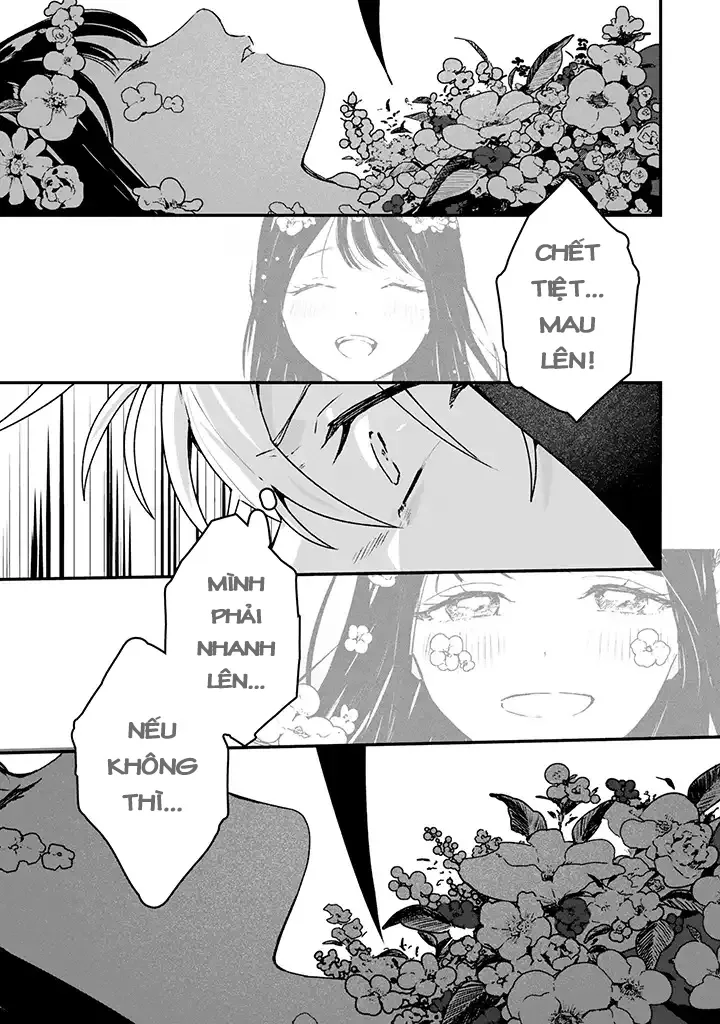 CHẾT
TIỆT...
MAU
LÊN!
MÌNH
PHẢI
NHANH
LÊN...
NẾU
KHÔNG
THÌ...